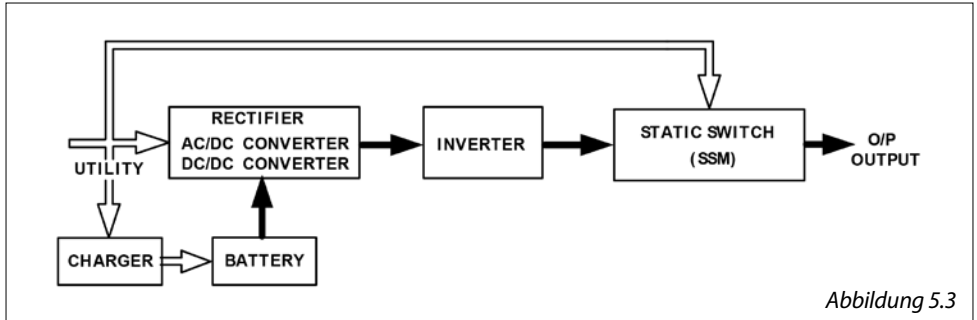 RECTIFIER
AC/DC CONVERTER
DC/DC CONVERTER
INVERTER
STATIC SWITCH
(SSM)
O/P
OUTPUT
UTILITY
CHARGER
BATTERY
Abbildung 5.3